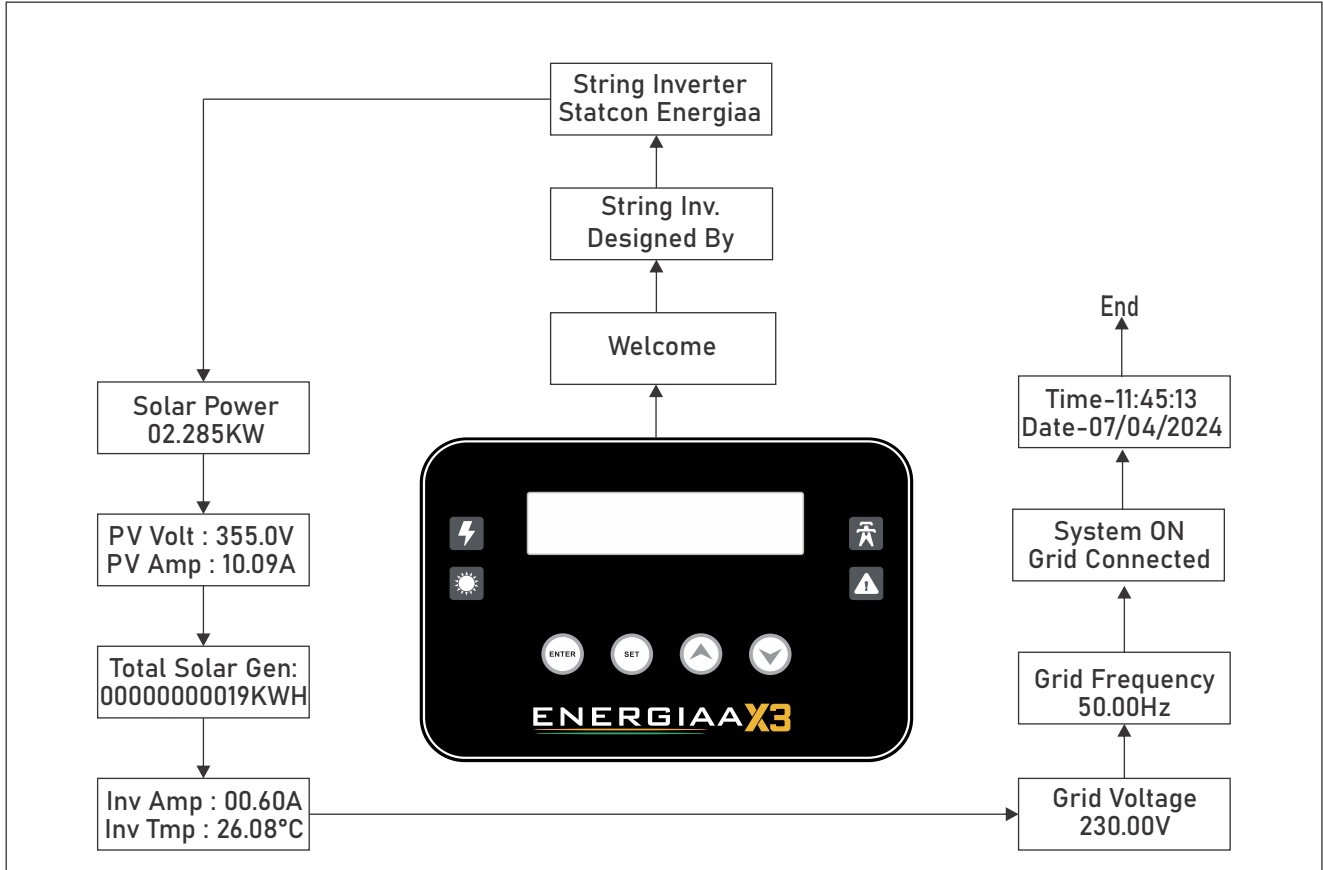 String Inverter
Statcon Energiaa
String Inv.
Designed By
Welcome
End
Solar Power
02.285KW
Time-11:45:13
Date-07/04/2024
PV Volt : 355.0V
PV Amp : 10.09A
System ON
Grid Connected
Total Solar Gen:
00000000019KWH
ENTER
SET
Grid Frequency
50.00Hz
ENERGIAAX3
Inv Amp : 00.60A
Inv Tmp : 26.08°C
Grid Voltage
230.00V